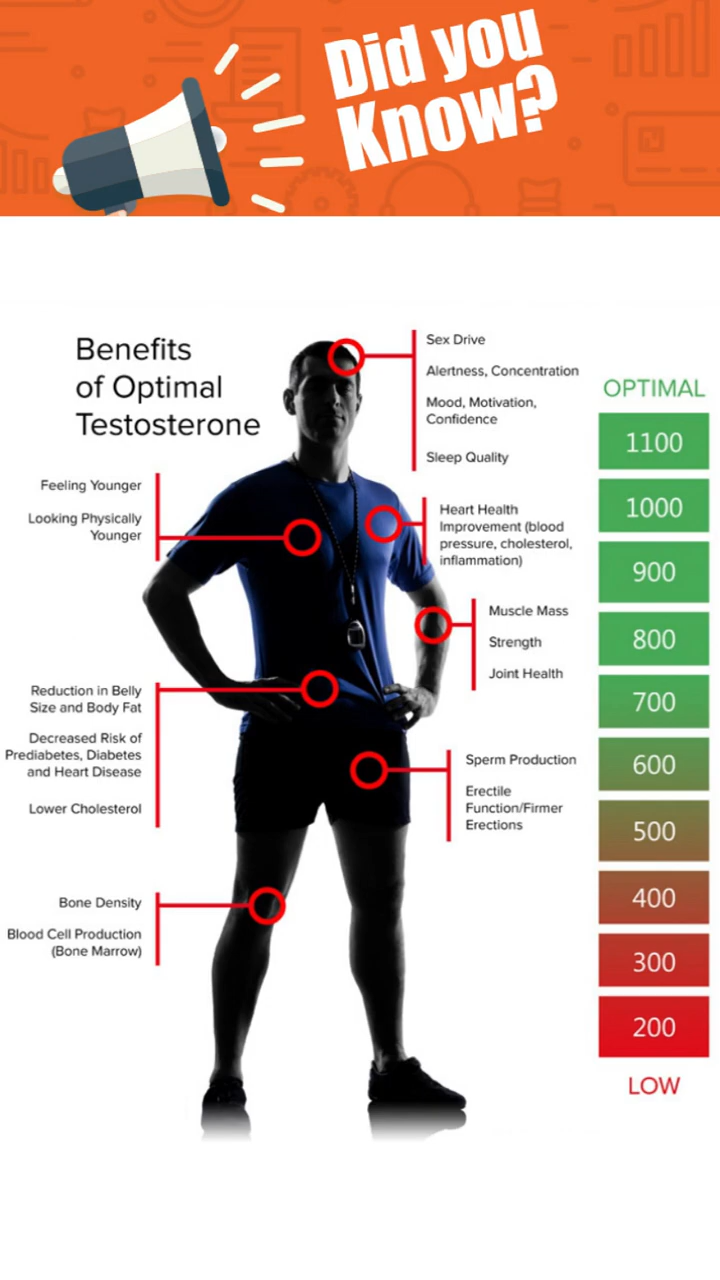 Did you
Know?
Benefits
of Optimal
Testosterone
Sex Drive
Alertness, Concentration
Mood, Motivation,
Confidence
Sleep Quality
Feeling Younger
Looking Physically
Younger
Heart Health
Improvement (blood
pressure, cholesterol,
inflammation)
Muscle Mass
Strength
Joint Health
Reduction in Belly
Size and Body Fat
Decreased Risk of
Prediabetes, Diabetes
and Heart Disease
Lower Cholesterol
Sperm Production
Erectile
Function/Firmer
Erections
Bone Density
Blood Cell Production
(Bone Marrow)
OPTIMAL
1100
1000
900
800
700
600
500
400
300
200
LOW